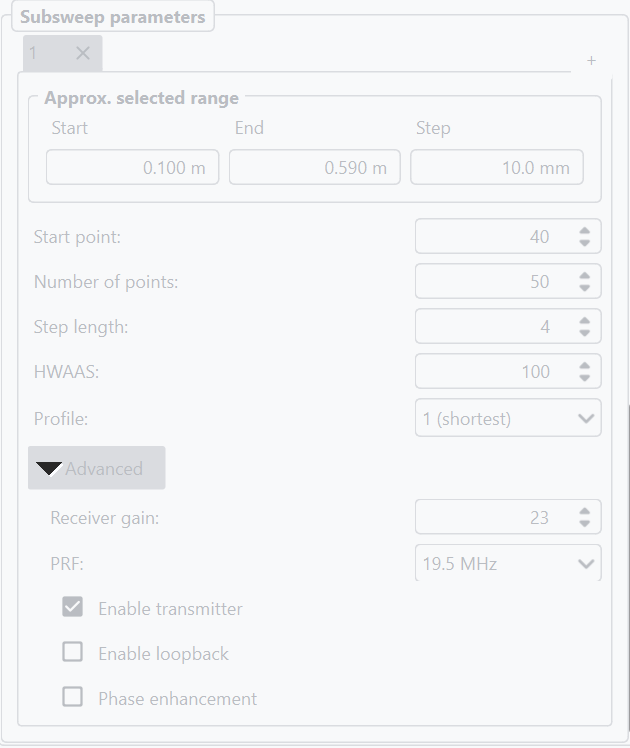 Subsweep parameters
1
+
Approx. selected range
Start End Step
0.100 m 0.590 m 10.0 mm
Start point: 40
Number of points: 50
Step length: 4
HWAAS: 100
Profile: 1 (shortest)
Advanced
Receiver gain: 23
PRF: 19.5 MHz
Enable transmitter
Enable loopback
Phase enhancement